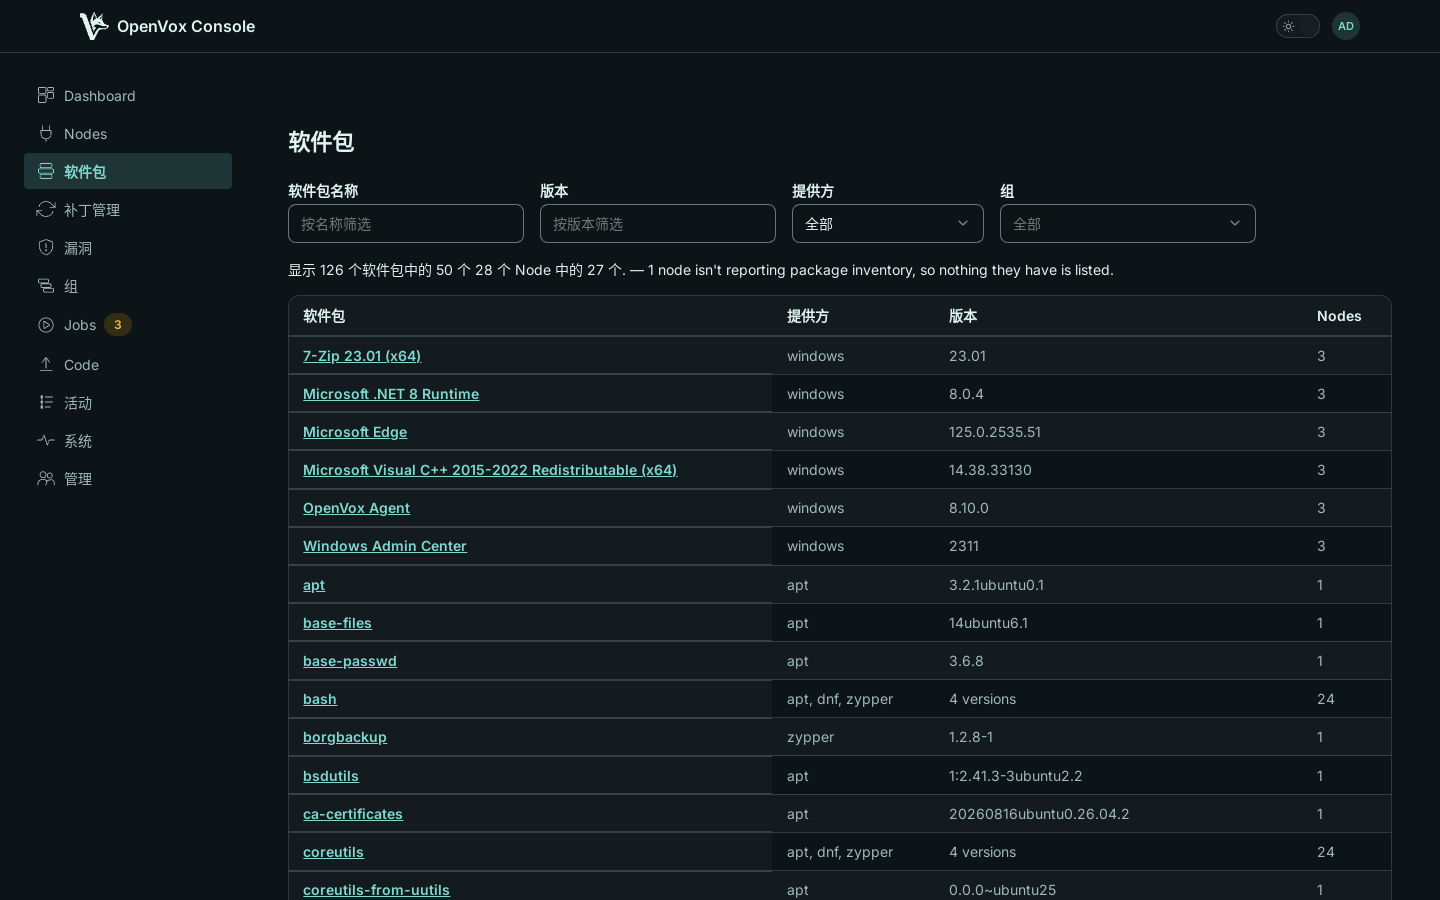 OpenVox Console
AD
Dashboard
Nodes
软件包
补丁管理
漏洞
组
Jobs 3
Code
活动
系统
管理
软件包
软件包名称 版本 提供方 组
按名称筛选 按版本筛选 全部 全部
显示 126 个软件包中的 50 个 28 个 Node 中的 27 个. — 1 node isn't reporting package inventory, so nothing they have is listed.
软件包 提供方 版本 Nodes
7-Zip 23.01 (x64) windows 23.01 3
Microsoft .NET 8 Runtime windows 8.0.4 3
Microsoft Edge windows 125.0.2535.51 3
Microsoft Visual C++ 2015-2022 Redistributable (x64) windows 14.38.33130 3
OpenVox Agent windows 8.10.0 3
Windows Admin Center windows 2311 3
apt apt 3.2.1ubuntu0.1 1
base-files apt 14ubuntu6.1 1
base-passwd apt 3.6.8 1
bash apt, dnf, zypper 4 versions 24
borgbackup zypper 1.2.8-1 1
bsdutils apt 1:2.41.3-3ubuntu2.2 1
ca-certificates apt 20260816ubuntu0.26.04.2 1
coreutils apt, dnf, zypper 4 versions 24
coreutils-from-uutils apt 0.0.0~ubuntu25 1